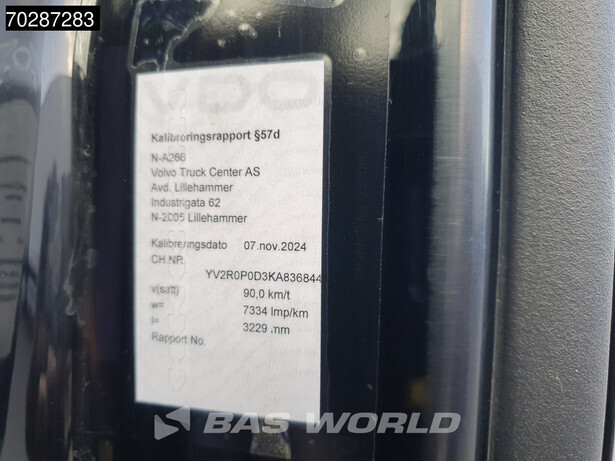 70287283
VDO
Kalibreringsrapport §57d
N-A266
Volvo Truck Center AS
Avd. Lillehammer
Industrigata 62
N-2005 Lillehammer
Kalibreringsdato 07.nov.2024
CH NR.
YV2R0P0D3KA836844
v(satt) 90,0 km/t
w= 7334 Imp/km
l= 3229 mm
Rapport No.
BAS WORLD